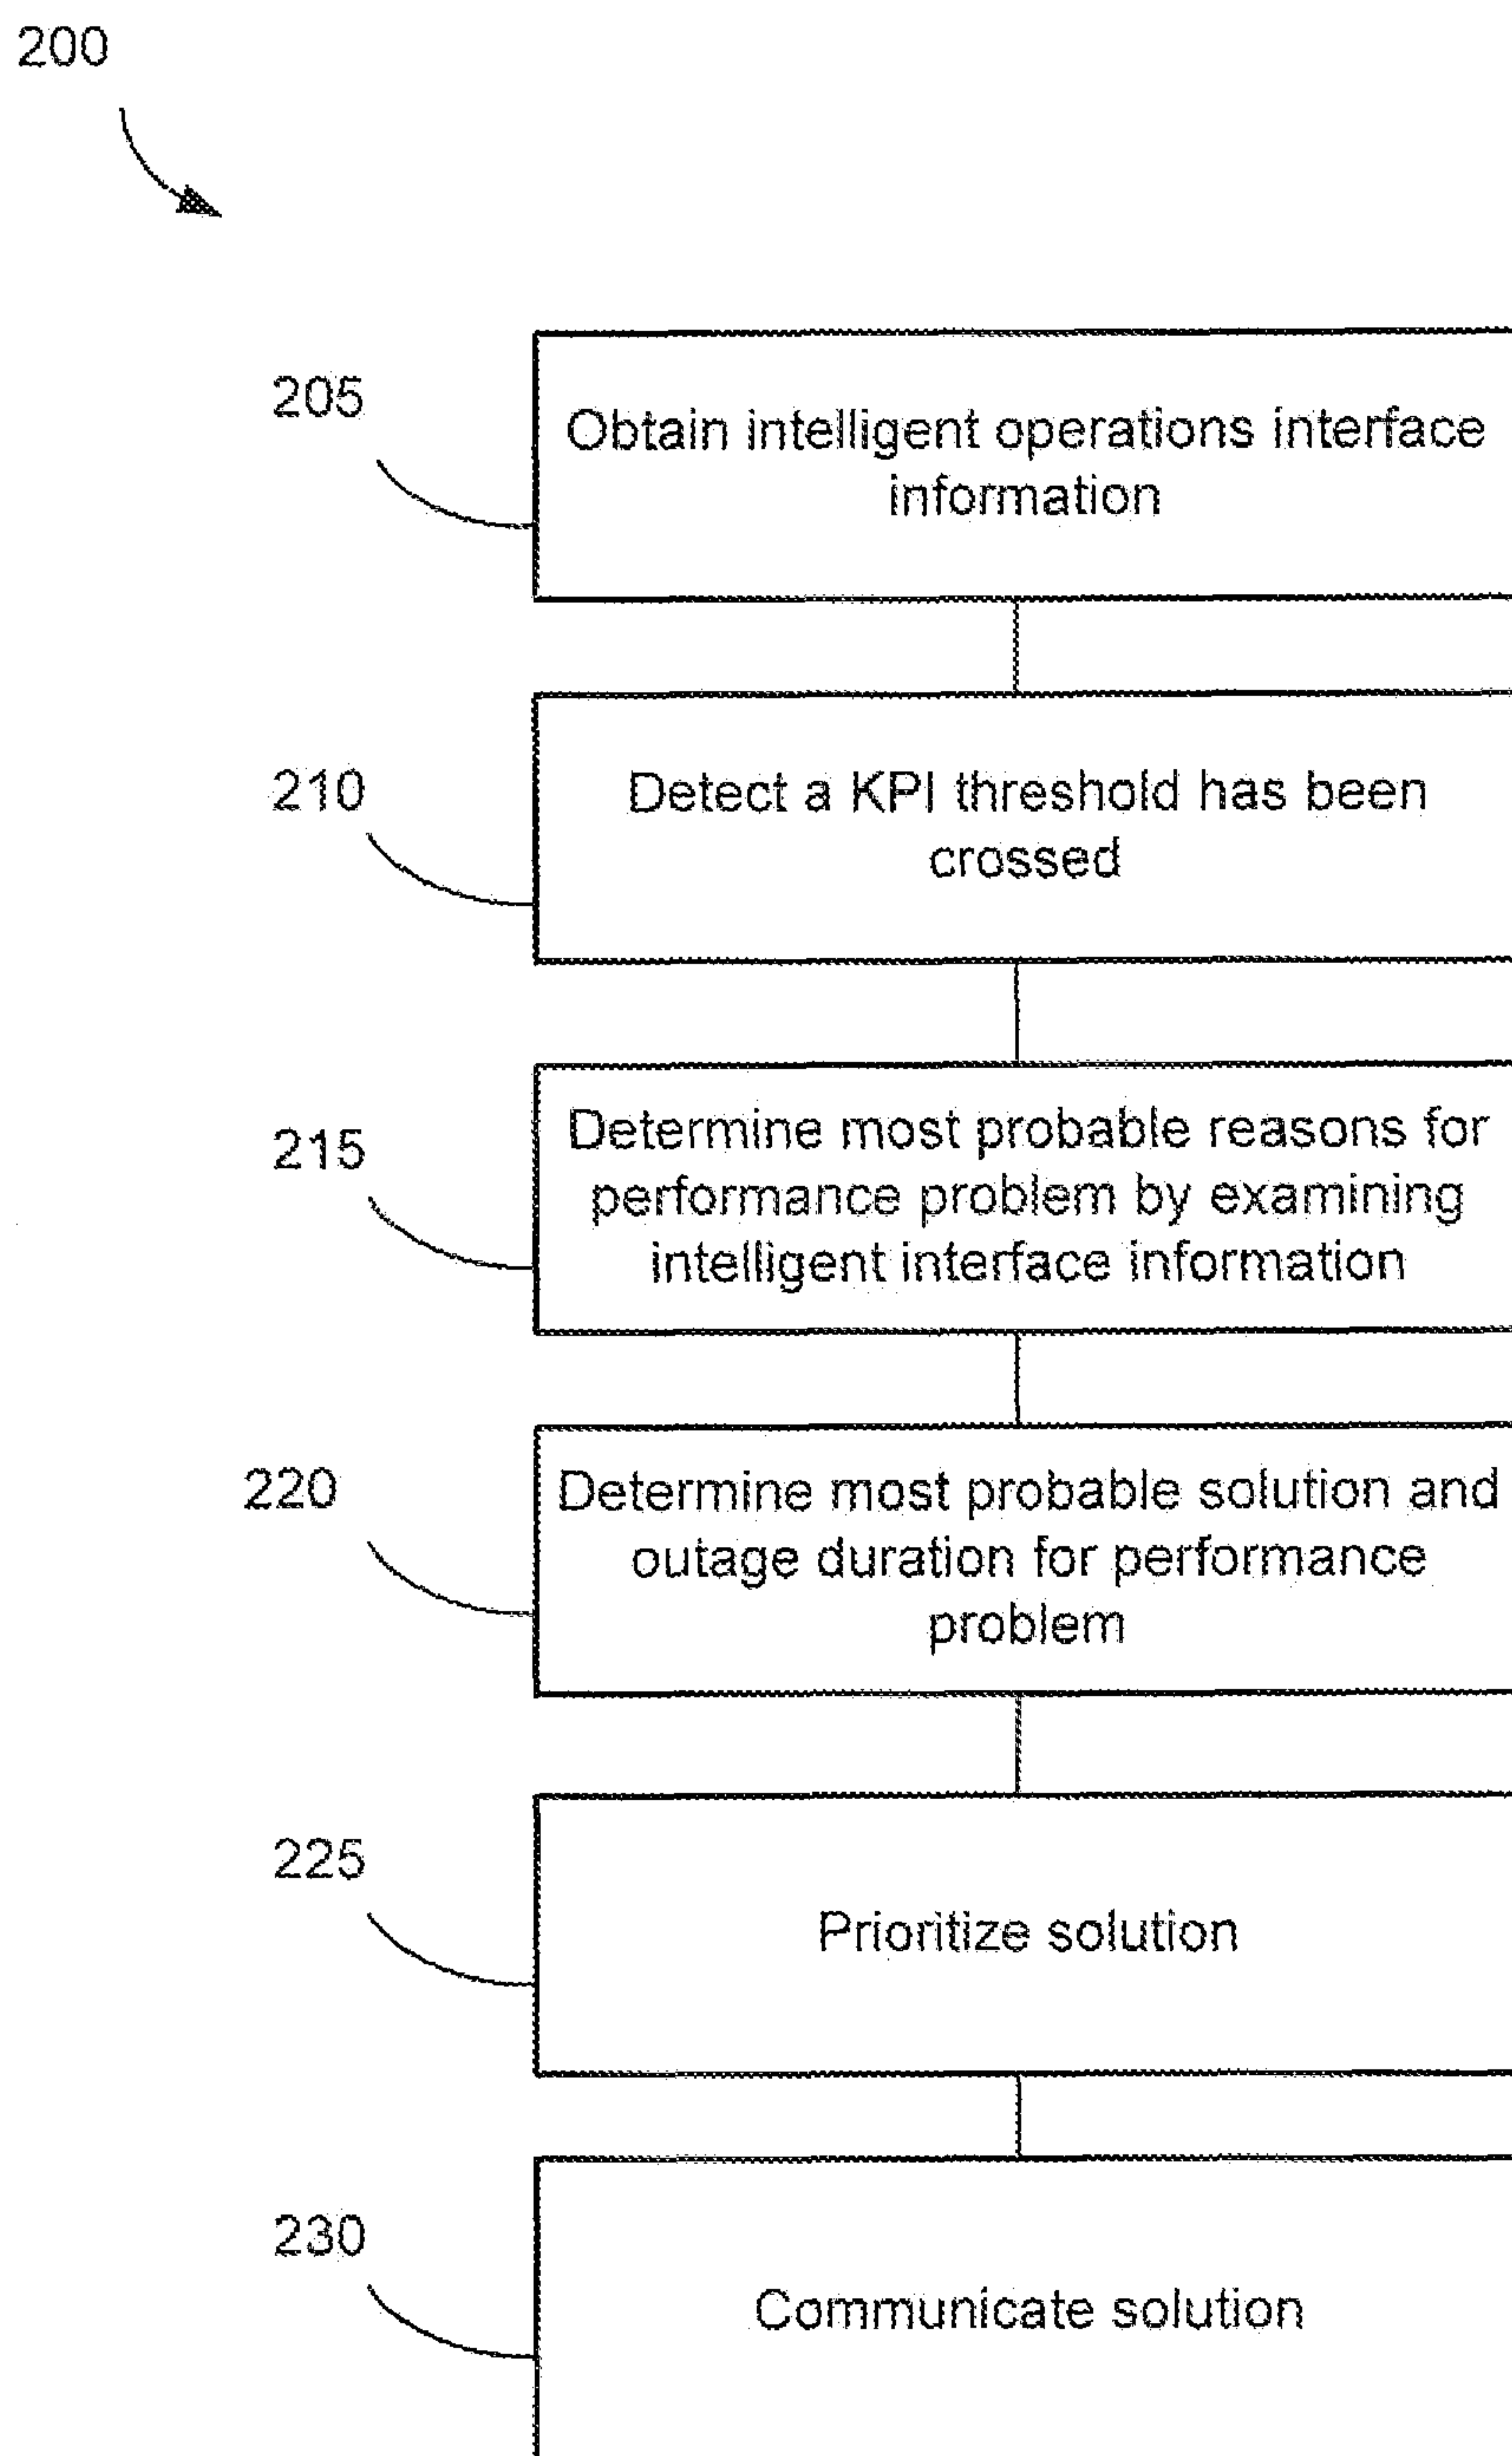 200
205
Obtain intelligent operations interface
information
210
Detect a KPI threshold has been
crossed
215
Determine most probable reasons for
performance problem by examining
intelligent interface information
220
Determine most probable solution and
outage duration for performance
problem
225
Prioritize solution
230
Communicate solution